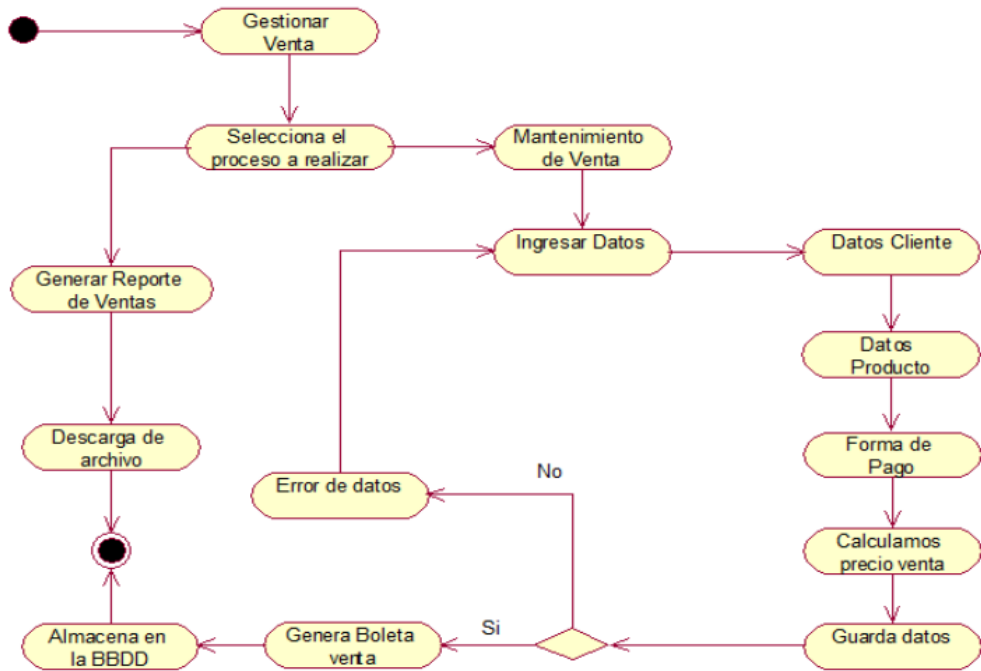 Gestionar
Venta
Selecciona el
proceso a realizar
Mantenimiento
de Venta
Ingresar Datos
Datos Cliente
Generar Reporte
de Ventas
Datos
Producto
Descarga de
archivo
Forma de
Pago
No
Error de datos
Calculamos
precio venta
Si
Almacena en
la BBDD
Genera Boleta
venta
Guarda datos